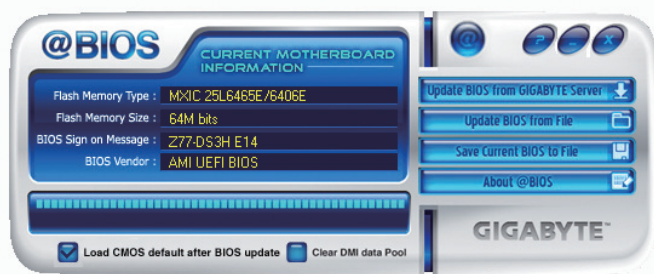 @BIOS
CURRENT MOTHERBOARD
INFORMATION
Flash Memory Type : MXIC 25L6465E/6406E
Flash Memory Size : 64M bits
BIOS Sign on Message : Z77-DS3H E14
BIOS Vendor : AMI UEFI BIOS
Load CMOS default after BIOS update
Clear DMI data Pool
@
? _ X
Update BIOS from GIGABYTE Server
Update BIOS from File
Save Current BIOS to File
About @BIOS
GIGABYTE™